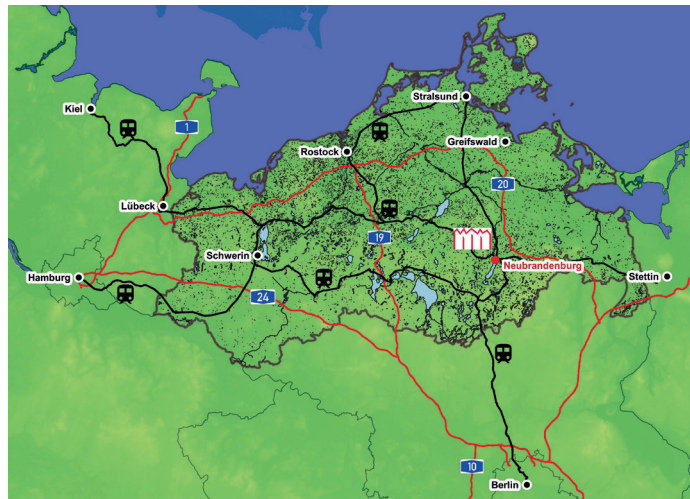 Stralsund
Kiel
1
Greifswald
Rostock
20
Lübeck
19
Schwerin
Neubrandenburg
Hamburg
Stettin
24
10
Berlin